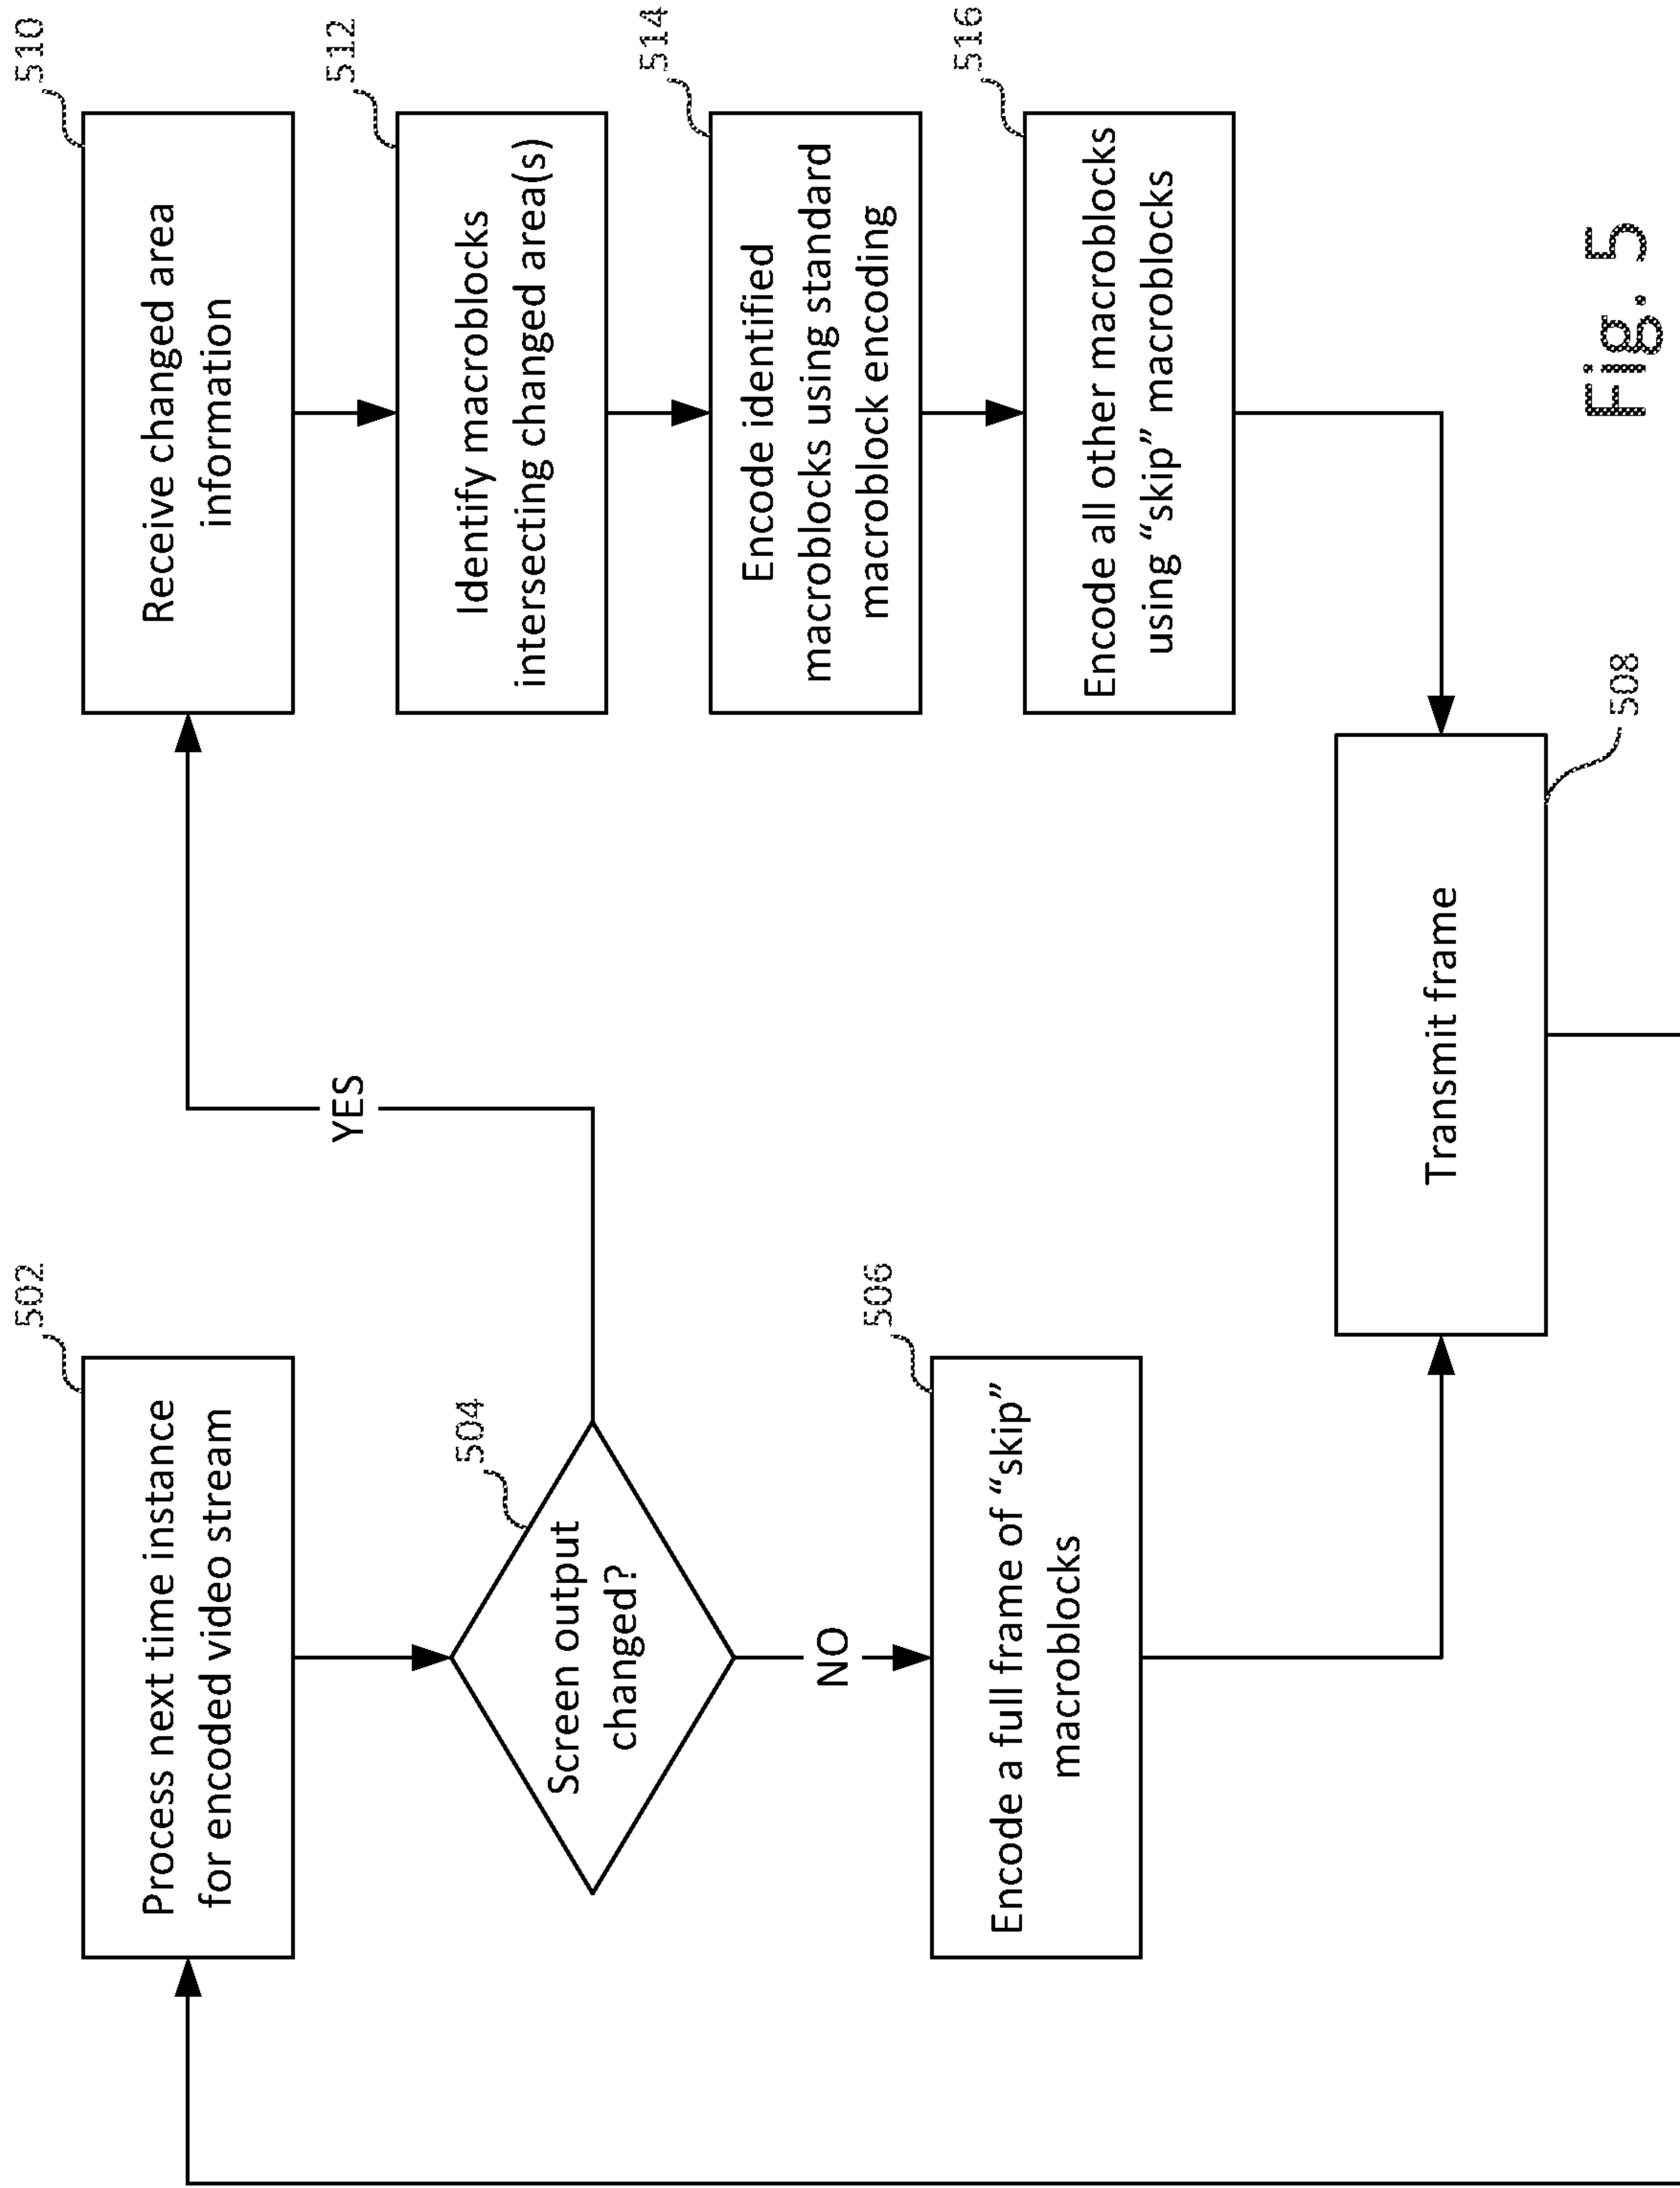 502
Process next time instance
for encoded video stream
504
Screen output
changed?
YES
NO
506
Encode a full frame of “skip”
macroblocks
510
Receive changed area
information
512
Identify macroblocks
intersecting changed area(s)
514
Encode identified
macroblocks using standard
macroblock encoding
516
Encode all other macroblocks
using “skip” macroblocks
Transmit frame
508
Fig. 5